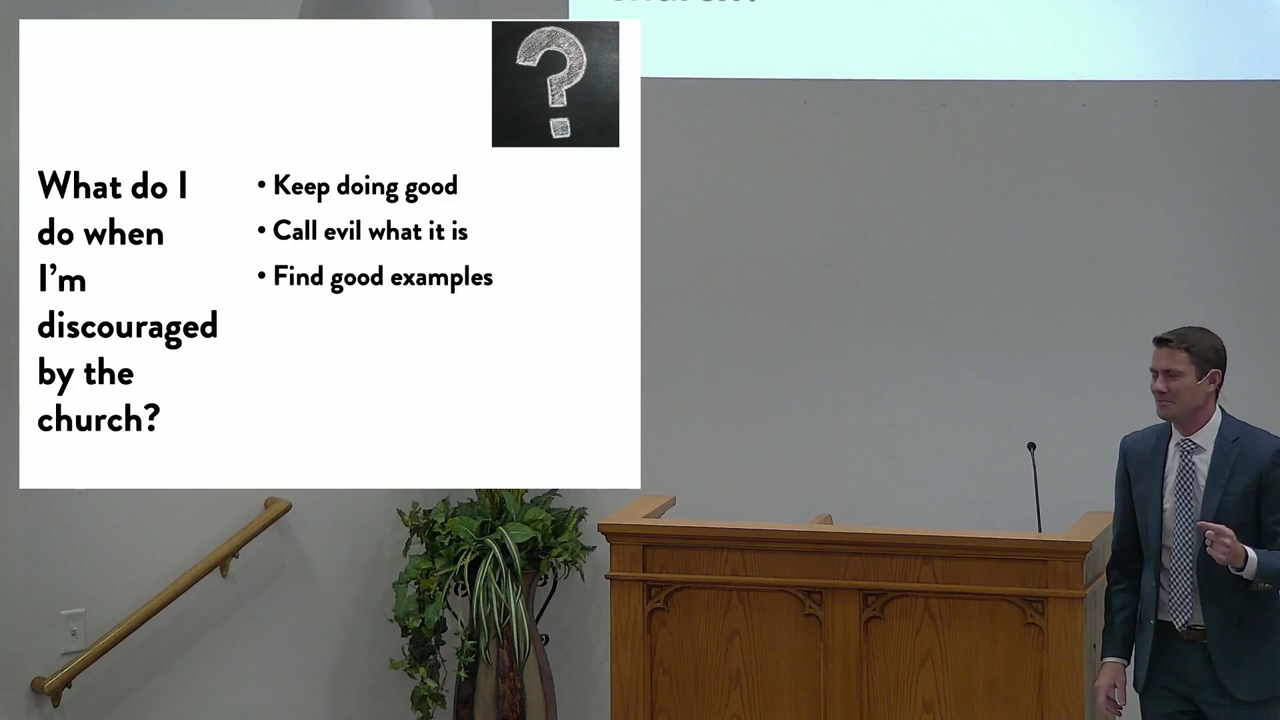 What do I
do when
I'm
discouraged
by the
church?
• Keep doing good
• Call evil what it is
• Find good examples
?